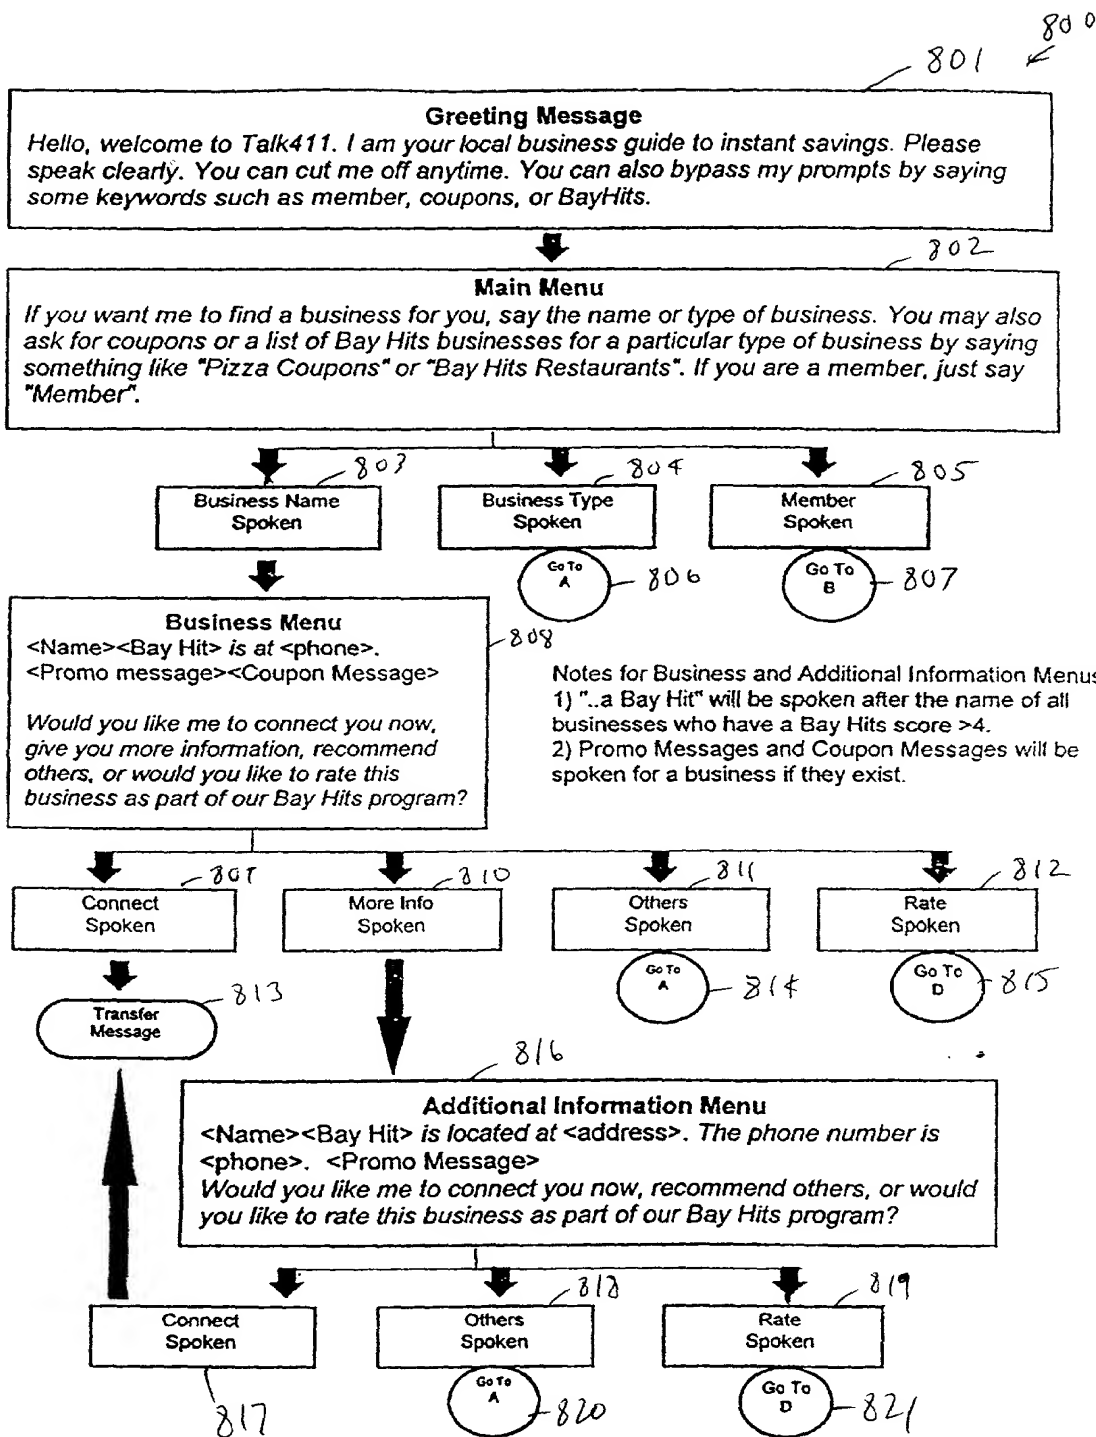 800
801
Greeting Message
Hello, welcome to Talk411. I am your local business guide to instant savings. Please
speak clearly. You can cut me off anytime. You can also bypass my prompts by saying
some keywords such as member, coupons, or BayHits.
802
Main Menu
If you want me to find a business for you, say the name or type of business. You may also
ask for coupons or a list of Bay Hits businesses for a particular type of business by saying
something like "Pizza Coupons" or "Bay Hits Restaurants". If you are a member, just say
"Member".
803
804
805
Business Name
Spoken
Business Type
Spoken
Member
Spoken
Go To
A
806
Go To
B
807
Business Menu
<Name><Bay Hit> is at <phone>.
<Promo message><Coupon Message>
Would you like me to connect you now,
give you more information, recommend
others, or would you like to rate this
business as part of our Bay Hits program?
808
Notes for Business and Additional Information Menus
1) "..a Bay Hit" will be spoken after the name of all
businesses who have a Bay Hits score >4.
2) Promo Messages and Coupon Messages will be
spoken for a business if they exist.
809
810
811
812
Connect
Spoken
More Info
Spoken
Others
Spoken
Rate
Spoken
Transfer
Message
813
Go To
A
814
Go To
D
815
816
Additional Information Menu
<Name><Bay Hit> is located at <address>. The phone number is
<phone>. <Promo Message>
Would you like me to connect you now, recommend others, or would
you like to rate this business as part of our Bay Hits program?
818
819
Connect
Spoken
Others
Spoken
Rate
Spoken
817
Go To
A
820
Go To
D
821